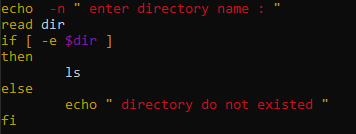 echo  -n " enter directory name : "
read dir
if [ -e $dir ]
then
        ls
else
        echo " directory do not existed "
fi